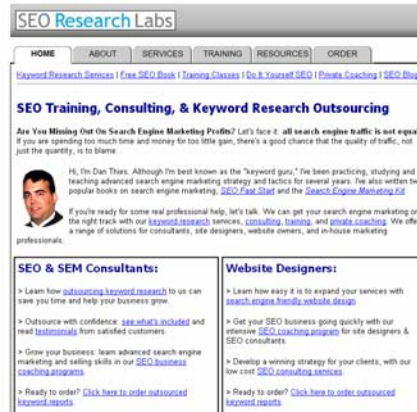 SEO Research Labs
HOME ABOUT SERVICES TRAINING RESOURCES ORDER
Keyword Research Services | Free SEO Book | Training Classes | Do It Yourself SEO | Private Coaching | SEO Blog
SEO Training, Consulting, & Keyword Research Outsourcing
Are You Missing Out On Search Engine Marketing Profits? Let's face it. all search engine traffic is not equal
If you are spending too much time and money for too little gain, there's a good chance that the quality of traffic, not
just the quantity, is to blame.
Hi, I'm Dan Thies. Although I'm best known as the "keyword guru," I've been practicing, studying and
teaching advanced search engine marketing strategy and tactics for several years. I've also written two
popular books on search engine marketing, SEO Fast Start and the Search Engine Marketing Kit
If you're ready for some real professional help, let's talk. We can get your search engine marketing on
the right track with our keyword research services, consulting, training, and private coaching. We offe
a range of solutions for consultants, site designers, website owners, and in-house marketing
professionals.
SEO & SEM Consultants:
> Learn how outsourcing keyword research to us can
save you time and help your business grow.
> Outsource with confidence: see what's included and
read testimonials from satisfied customers.
> Grow your business: learn advanced search engine
marketing and selling skills in our SEO business
coaching programs.
> Ready to order? Click here to order outsourced
keyword reports.
Website Designers:
> Learn how easy it is to expand your services with
search engine friendly website design.
> Get your SEO business going quickly with our
intensive SEO coaching program for site designers &
SEO consultants.
> Develop a winning strategy for your clients, with our
low cost SEO consulting services.
> Ready to order? Click here to order outsourced
keyword reports.